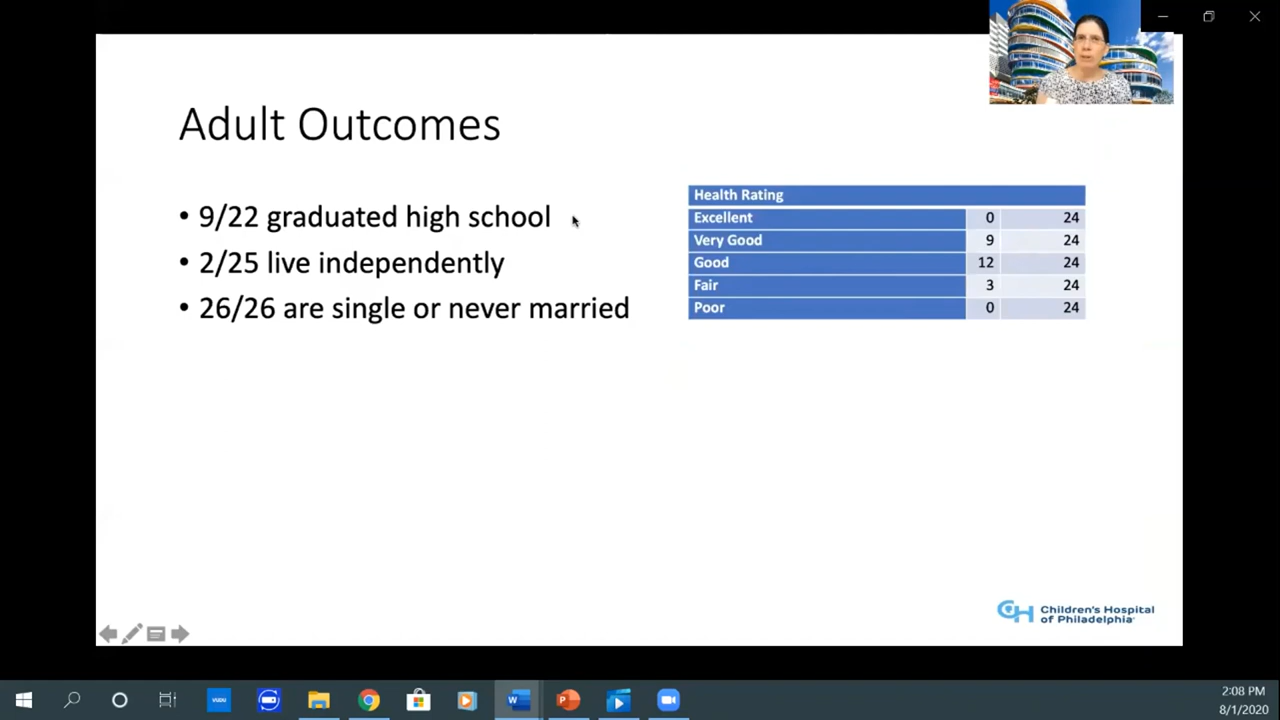 Adult Outcomes
• 9/22 graduated high school
• 2/25 live independently
• 26/26 are single or never married
Health Rating
Excellent 0 24
Very Good 9 24
Good 12 24
Fair 3 24
Poor 0 24
CH Children's Hospital
of Philadelphia
VUDU
W
P
2:08 PM
8/1/2020